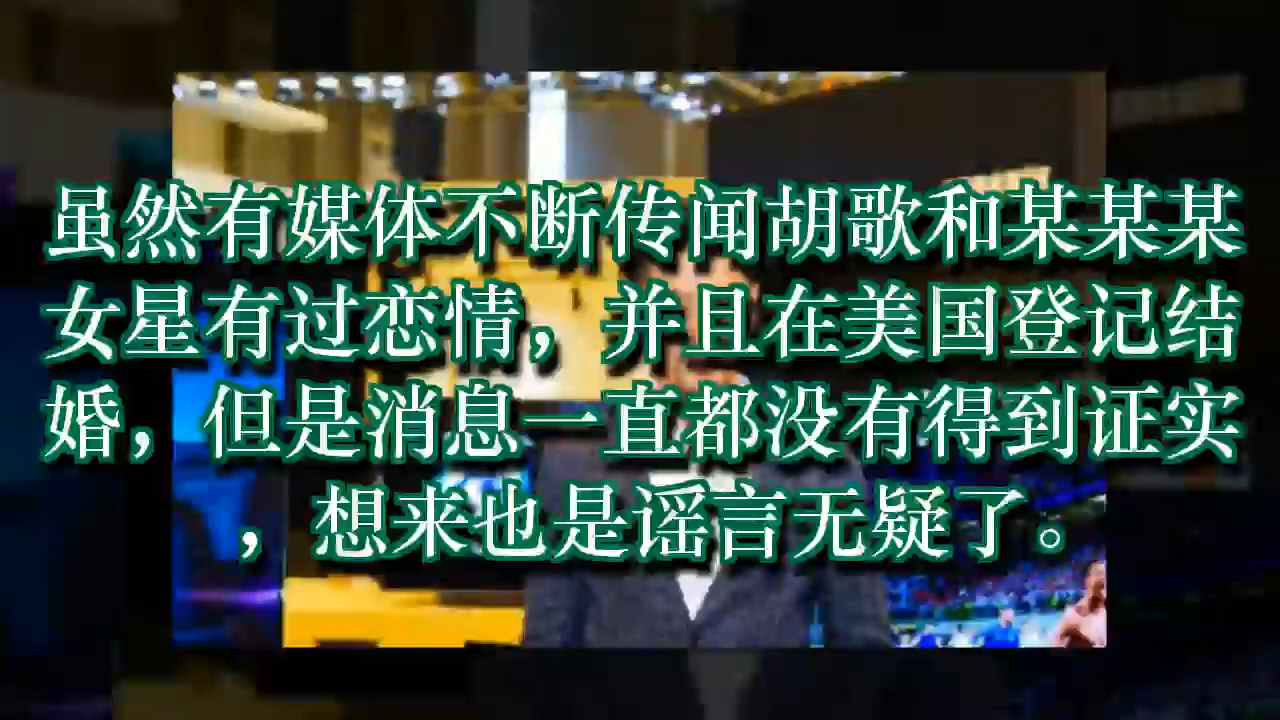 虽然有媒体不断传闻胡歌和某某某
女星有过恋情，并且在美国登记结
婚，但是消息一直都没有得到证实
，想来也是谣言无疑了。